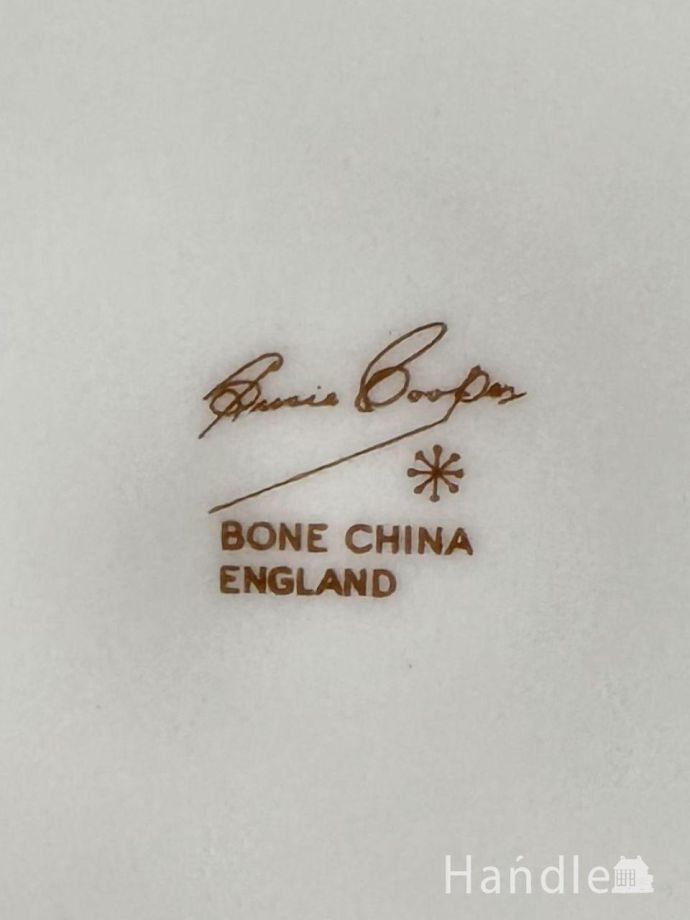 Susie Cooper
BONE CHINA
ENGLAND
Handle